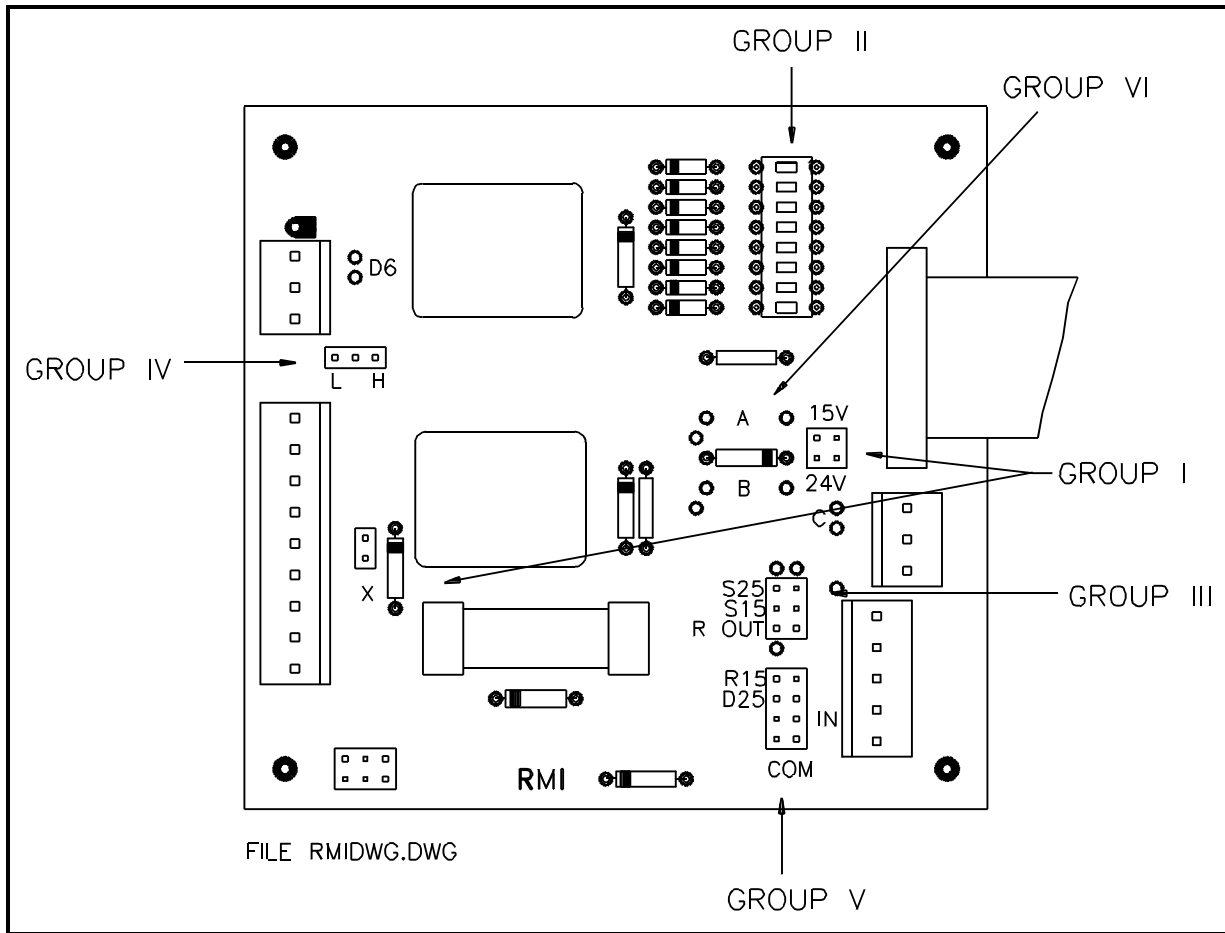 GROUP II
GROUP VI
D6
GROUP IV
L H
A
15V
B
24V
GROUP I
C
X
S25
S15
R OUT
GROUP III
R15
D25
IN
COM
RMI
FILE RMIDWG.DWG
GROUP V